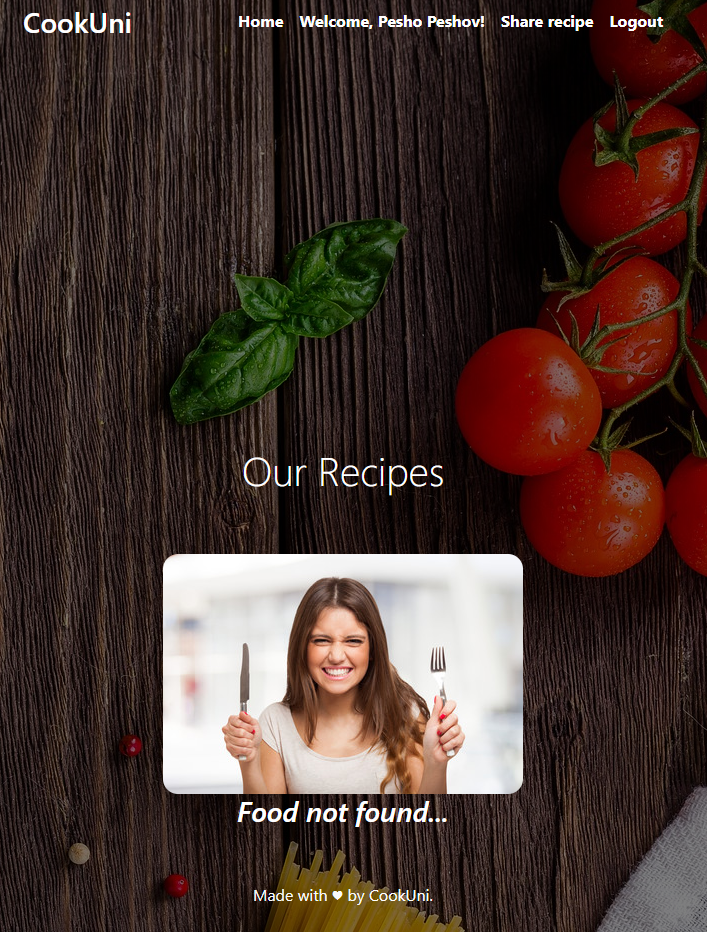 CookUni Home Welcome, Pesho Peshov! Share recipe Logout
Our Recipes
Food not found...
Made with ♥ by CookUni.